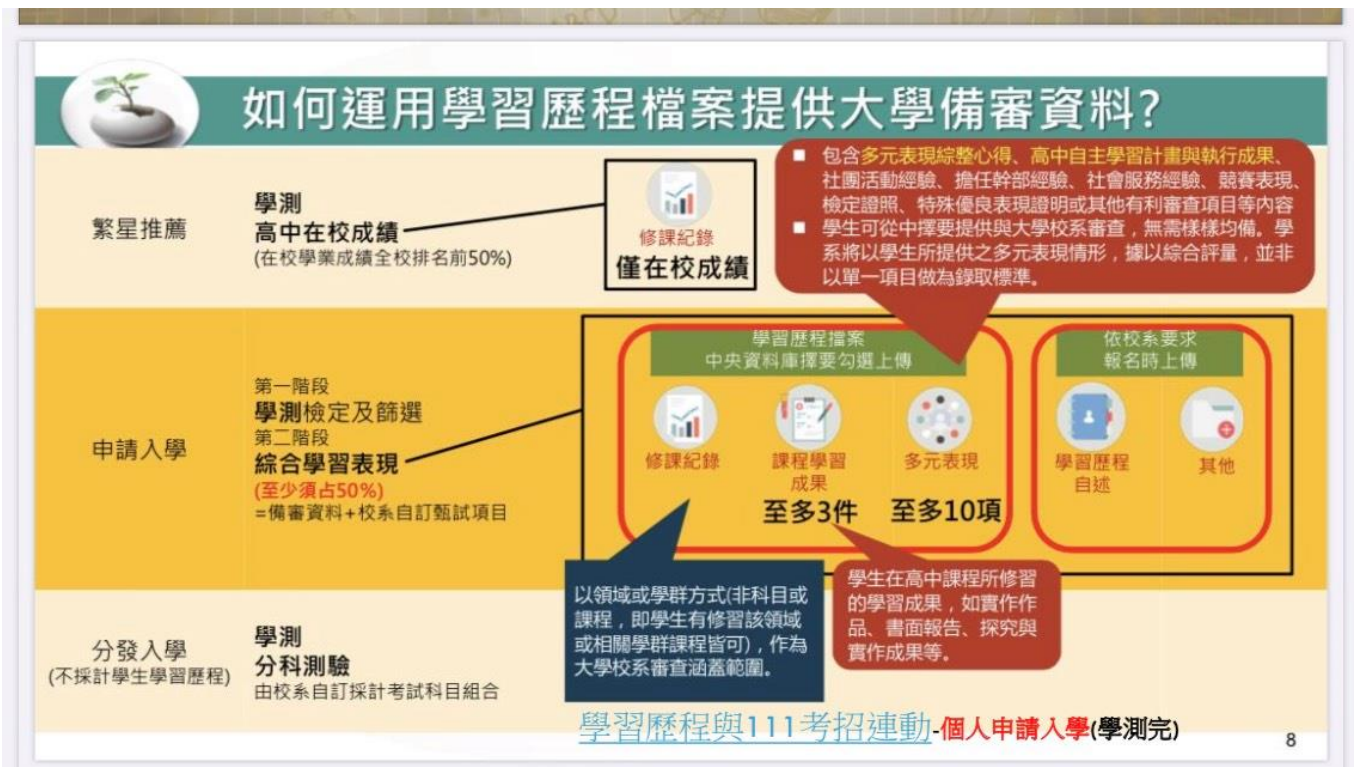 如何運用學習歷程檔案提供大學備審資料?
繁星推薦
學測
高中在校成績
(在校學業成績全校排名前50%)
修課紀錄
僅在校成績
■ 包含多元表現綜整心得、高中自主學習計畫與執行成果、
社團活動經驗、擔任幹部經驗、社會服務經驗、競賽表現、
檢定證照、特殊優良表現證明或其他有利審查項目等內容
■ 學生可從中擇要提供與大學校系審查，無需樣樣均備。學
系將以學生所提供之多元表現情形，據以綜合評量，並非
以單一項目做為錄取標準。
申請入學
第一階段
學測檢定及篩選
第二階段
綜合學習表現
(至少須占50%)
=備審資料+校系自訂甄試項目
學習歷程檔案
中央資料庫擇要勾選上傳
修課紀錄
課程學習
成果
至多3件
多元表現
至多10項
依校系要求
報名時上傳
學習歷程
自述
其他
以領域或學群方式(非科目或
課程，即學生有修習該領域
或相關學群課程皆可)，作為
大學校系審查涵蓋範圍。
學生在高中課程所修習
的學習成果，如實作作
品、書面報告、探究與
實作成果等。
分發入學
(不採計學生學習歷程)
學測
分科測驗
由校系自訂採計考試科目組合
學習歷程與111考招連動-個人申請入學(學測完)
8